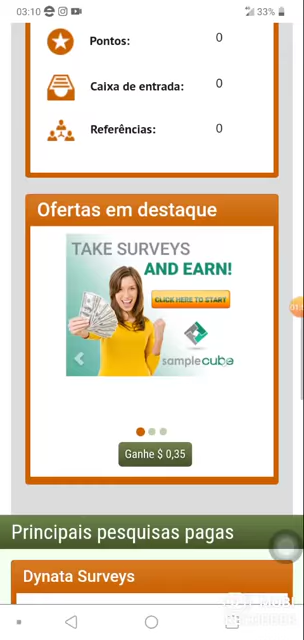 03:10
33%
Pontos: 0
Caixa de entrada: 0
Referências: 0
Ofertas em destaque
TAKE SURVEYS
AND EARN!
CLICK HERE TO START
samplecube
Ganhe $ 0,35
Principais pesquisas pagas
Dynata Surveys